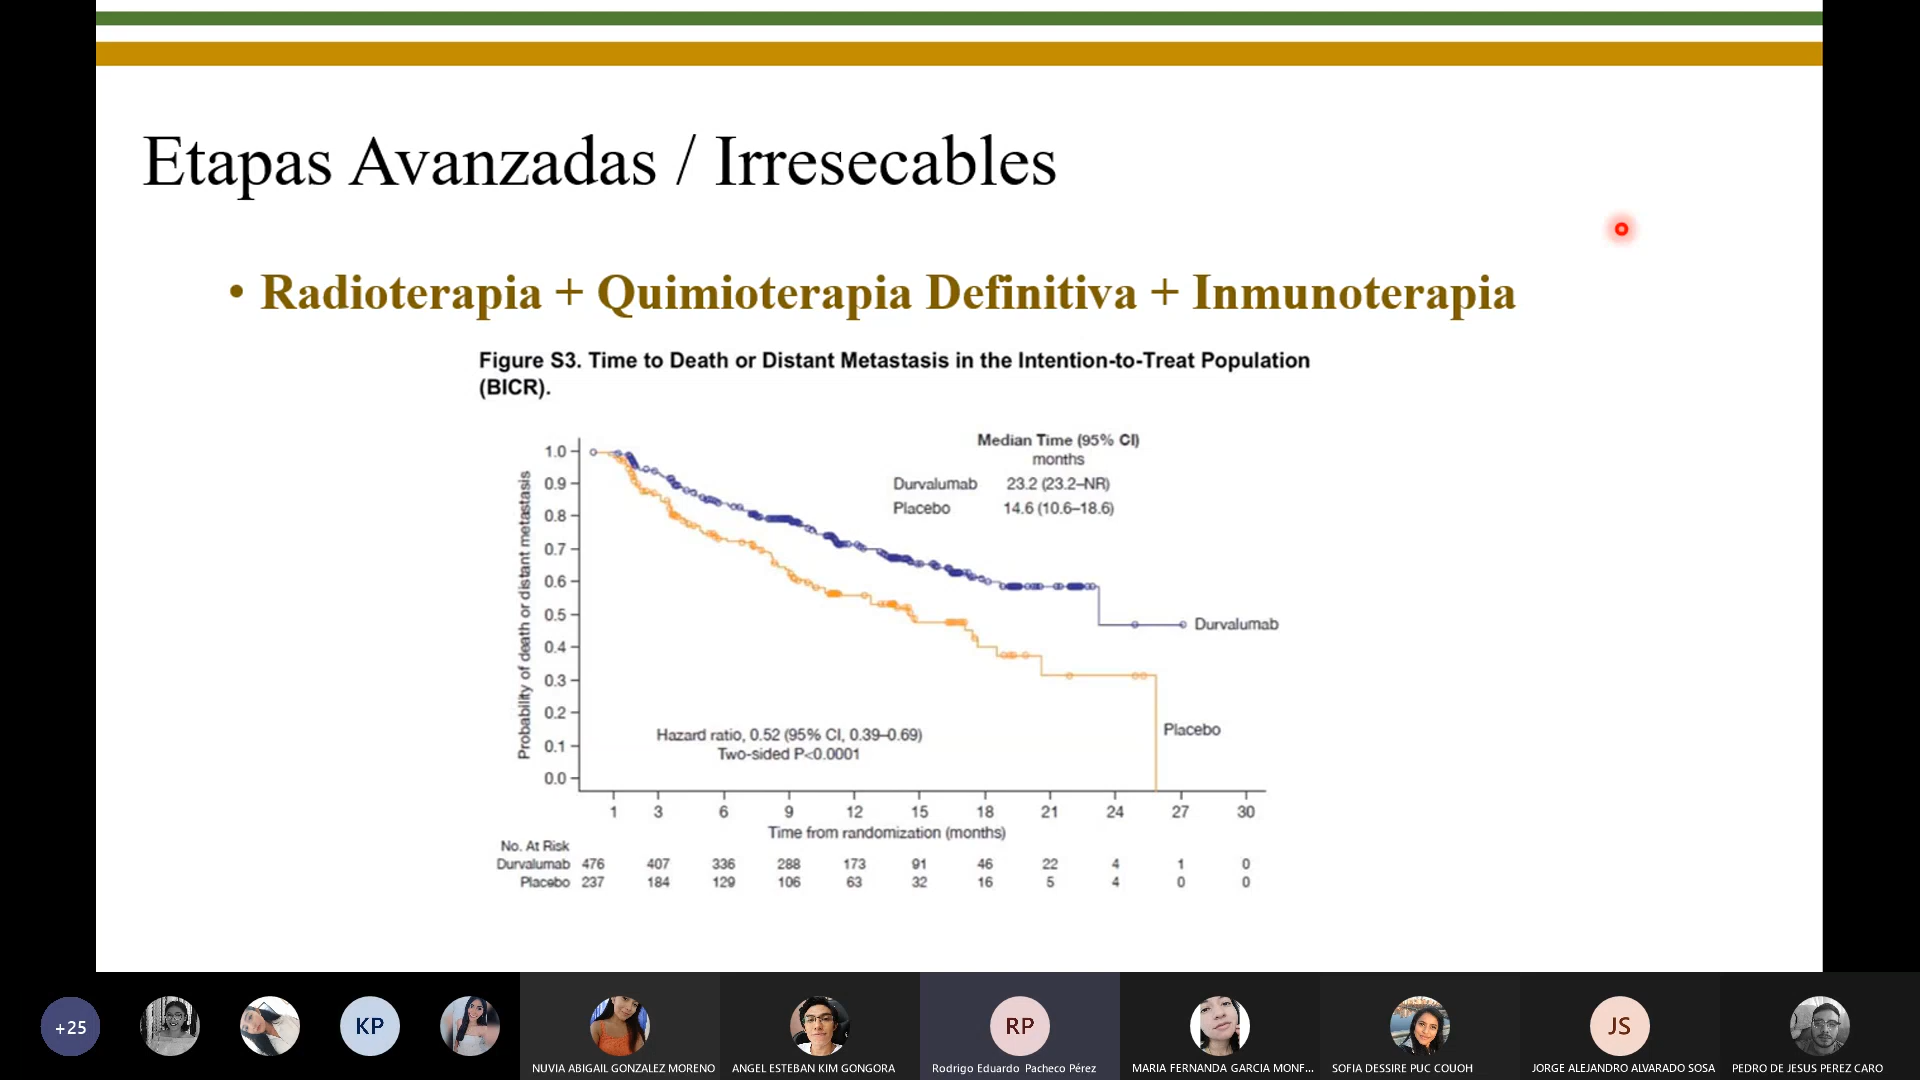 Etapas Avanzadas / Irresecables
• Radioterapia + Quimioterapia Definitiva + Inmunoterapia
Figure S3. Time to Death or Distant Metastasis in the Intention-to-Treat Population
(BICR).
Median Time (95% CI)
months
Durvalumab 23.2 (23.2–NR)
Placebo 14.6 (10.6–18.6)
Probability of death or distant metastasis
1.0
0.9
0.8
0.7
0.6
0.5
0.4
0.3
0.2
0.1
0.0
Durvalumab
Placebo
Hazard ratio, 0.52 (95% CI, 0.39–0.69)
Two-sided P<0.0001
1 3 6 9 12 15 18 21 24 27 30
Time from randomization (months)
No. At Risk
Durvalumab 476 407 336 288 173 91 46 22 4 1 0
Placebo 237 184 129 106 63 32 16 5 4 0 0
+25
KP
RP
JS
NUVIA ABIGAIL GONZALEZ MORENO
ANGEL ESTEBAN KIM GONGORA
Rodrigo Eduardo Pacheco Pérez
MARIA FERNANDA GARCIA MONF...
SOFIA DESSIRE PUC COUOH
JORGE ALEJANDRO ALVARADO SOSA
PEDRO DE JESUS PEREZ CARO